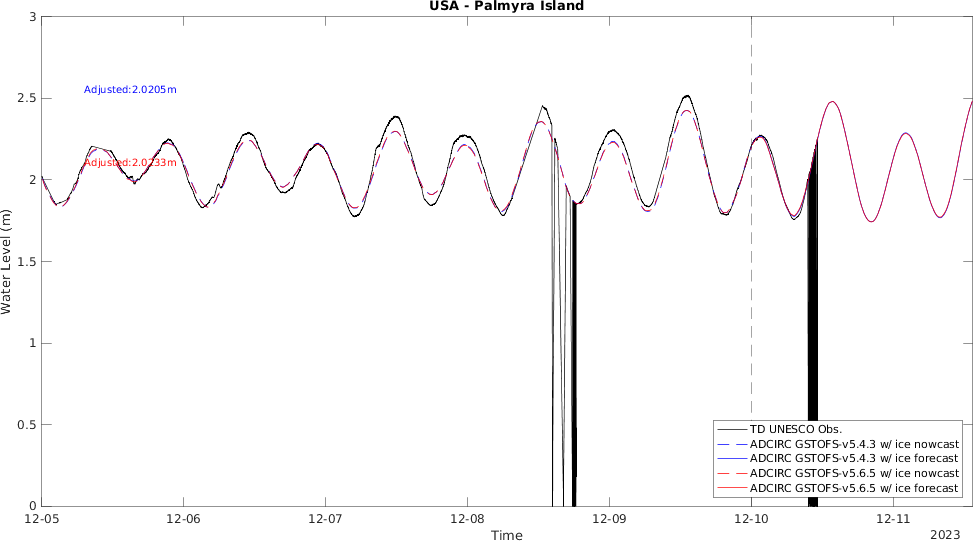 USA - Palmyra Island
3
2.5
2
1.5
1
0.5
0
Water Level (m)
Adjusted:2.0205m
Adjusted:2.0233m
TD UNESCO Obs.
ADCIRC GSTOFS-v5.4.3 w/ ice nowcast
ADCIRC GSTOFS-v5.4.3 w/ ice forecast
ADCIRC GSTOFS-v5.6.5 w/ ice nowcast
ADCIRC GSTOFS-v5.6.5 w/ ice forecast
12-05 12-06 12-07 12-08 12-09 12-10 12-11
Time
2023